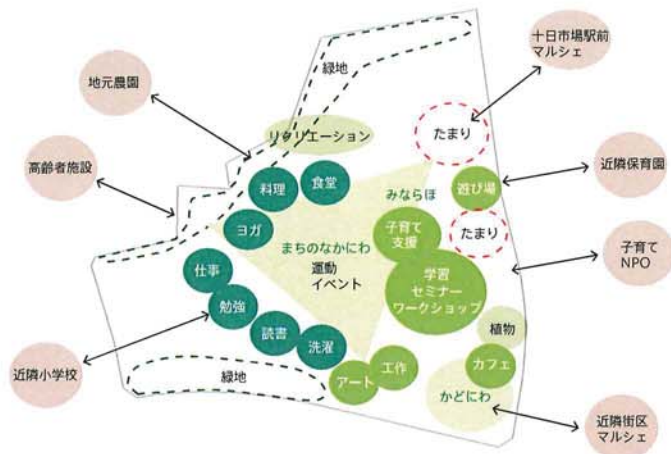 十日市場駅前
マルシェ
緑地
地元農園
たまり
リクリエーション
近隣保育園
高齢者施設
料理
食堂
みならぼ
遊び場
ヨガ
まちのなかにわ
運動
イベント
子育て
支援
たまり
子育て
NPO
仕事
学習
セミナー
ワークショップ
勉強
植物
読書
洗濯
近隣小学校
緑地
アート
工作
カフェ
かどにわ
近隣街区
マルシェ